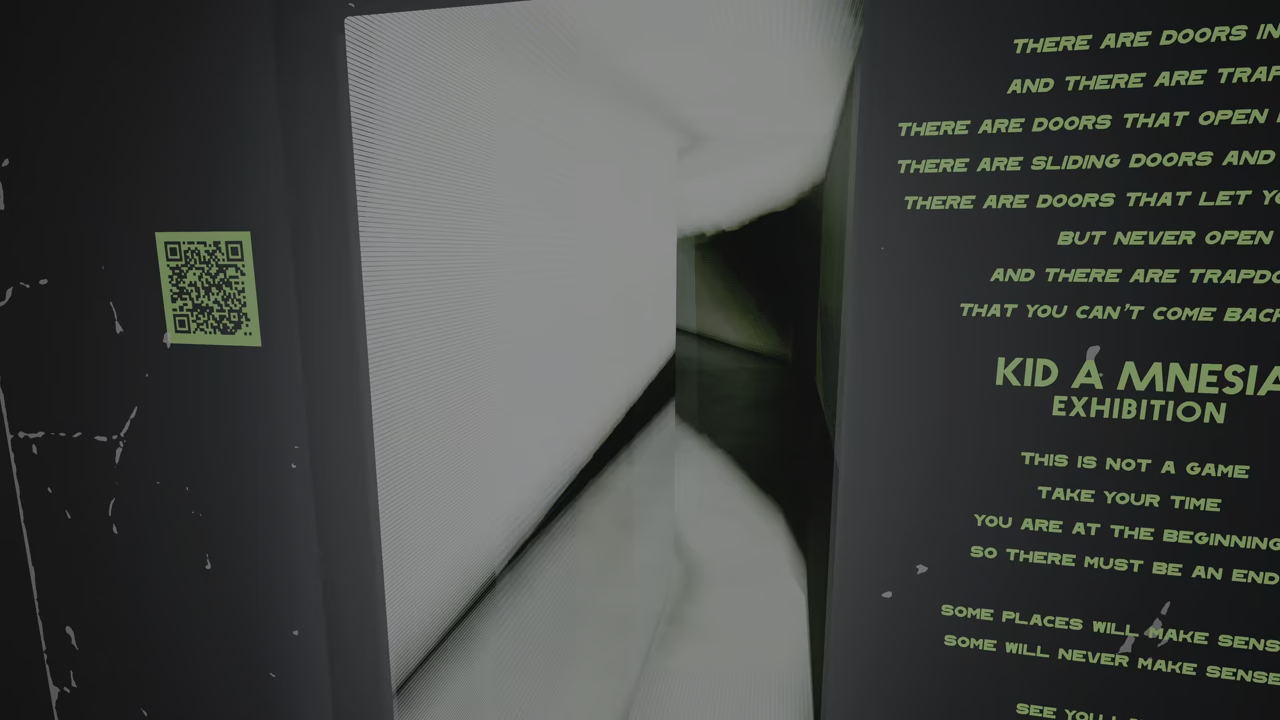 THERE ARE DOORS IN
AND THERE ARE
THERE ARE DOORS THAT OPEN
THERE ARE SLIDING DOORS AND
THERE ARE DOORS THAT LET
BUT NEVER OPEN
AND THERE ARE
THAT YOU CAN'T COME BACK
KID A MNESIA
EXHIBITION
THIS IS NOT A GAME
TAKE YOUR TIME
YOU ARE AT THE BEGINNING
SO THERE MUST BE AN END
SOME PLACES WILL MAKE SENSE
SOME WILL NEVER MAKE SENSE
SEE YOU